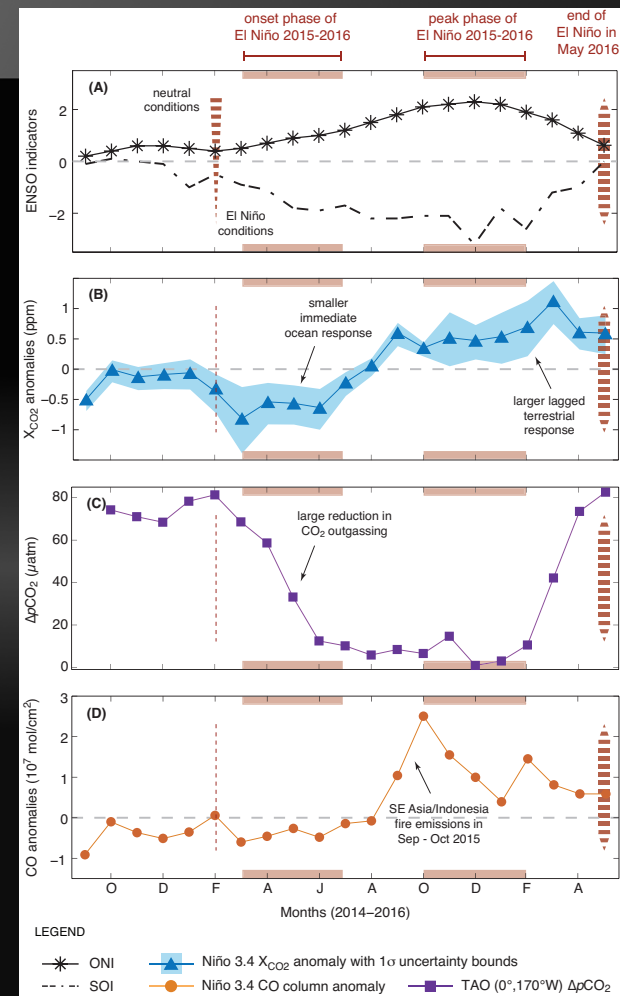 onset phase of
El Niño 2015-2016
peak phase of
El Niño 2015-2016
end of
El Niño in
May 2016
(A)
neutral
conditions
El Niño
conditions
ENSO indicators
2
0
−2
(B)
smaller
immediate
ocean response
larger lagged
terrestrial
response
XCO2 anomalies (ppm)
1
0.5
0
−0.5
−1
(C)
large reduction in
CO2 outgassing
ΔpCO2 (μatm)
80
60
40
20
0
(D)
SE Asia/Indonesia
fire emissions in
Sep - Oct 2015
CO anomalies (10^7 mol/cm^2)
3
2
1
0
−1
O D F A J A O D F A
Months (2014–2016)
LEGEND
ONI
Niño 3.4 XCO2 anomaly with 1σ uncertainty bounds
SOI
Niño 3.4 CO column anomaly
TAO (0°,170°W) ΔpCO2